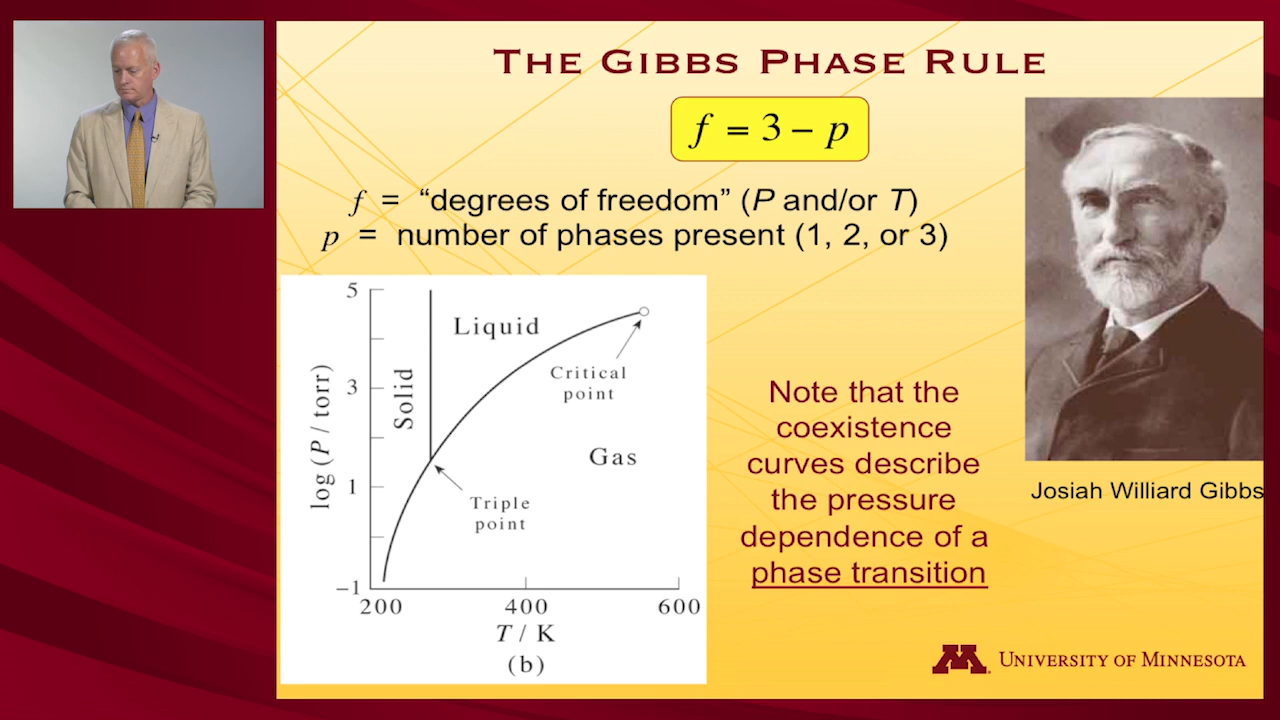 THE GIBBS PHASE RULE
f = 3 – p
f = “degrees of freedom” (P and/or T)
p = number of phases present (1, 2, or 3)
5
3
1
–1
log (P / torr)
Solid
Liquid
Gas
Critical
point
Triple
point
200
400
600
T / K
(b)
Note that the
coexistence
curves describe
the pressure
dependence of a
phase transition
Josiah Williard Gibbs
M
UNIVERSITY OF MINNESOTA